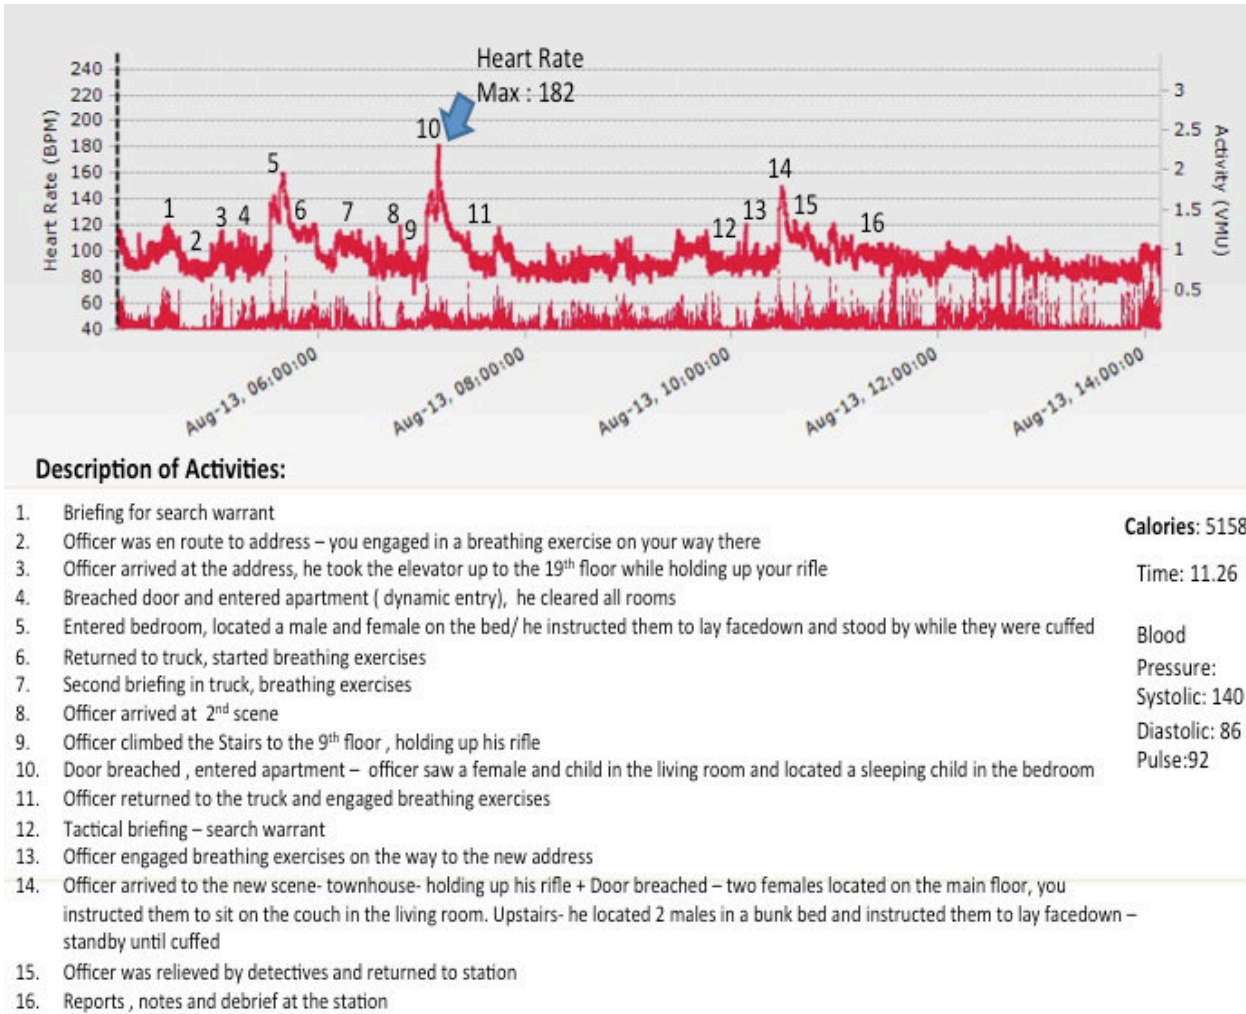 Heart Rate
Max : 182
Heart Rate (BPM)
240
220
200
180
160
140
120
100
80
60
40
3
2.5
2
1.5
1
0.5
Activity (VMU)
1
2
3
4
5
6
7
8
9
10
11
12
13
14
15
16
Aug-13, 06:00:00
Aug-13, 08:00:00
Aug-13, 10:00:00
Aug-13, 12:00:00
Aug-13, 14:00:00
Description of Activities:
1. Briefing for search warrant
2. Officer was en route to address – you engaged in a breathing exercise on your way there
3. Officer arrived at the address, he took the elevator up to the 19th floor while holding up your rifle
4. Breached door and entered apartment ( dynamic entry), he cleared all rooms
5. Entered bedroom, located a male and female on the bed/ he instructed them to lay facedown and stood by while they were cuffed
6. Returned to truck, started breathing exercises
7. Second briefing in truck, breathing exercises
8. Officer arrived at 2nd scene
9. Officer climbed the Stairs to the 9th floor , holding up his rifle
10. Door breached , entered apartment – officer saw a female and child in the living room and located a sleeping child in the bedroom
11. Officer returned to the truck and engaged breathing exercises
12. Tactical briefing – search warrant
13. Officer engaged breathing exercises on the way to the new address
14. Officer arrived to the new scene- townhouse- holding up his rifle + Door breached – two females located on the main floor, you
instructed them to sit on the couch in the living room. Upstairs- he located 2 males in a bunk bed and instructed them to lay facedown –
standby until cuffed
15. Officer was relieved by detectives and returned to station
16. Reports , notes and debrief at the station
Calories: 5158
Time: 11.26
Blood
Pressure:
Systolic: 140
Diastolic: 86
Pulse:92